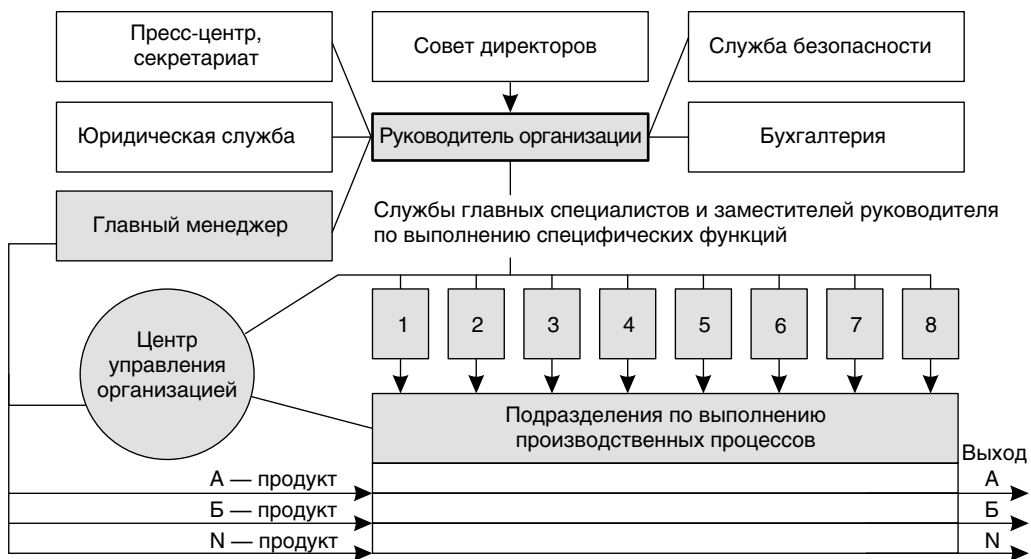 Пресс-центр,
секретариат
Совет директоров
Служба безопасности
Юридическая служба
Руководитель организации
Бухгалтерия
Главный менеджер
Службы главных специалистов и заместителей руководителя
по выполнению специфических функций
1 2 3 4 5 6 7 8
Центр
управления
организацией
Подразделения по выполнению
производственных процессов
Выход
А — продукт
А
Б — продукт
Б
N — продукт
N